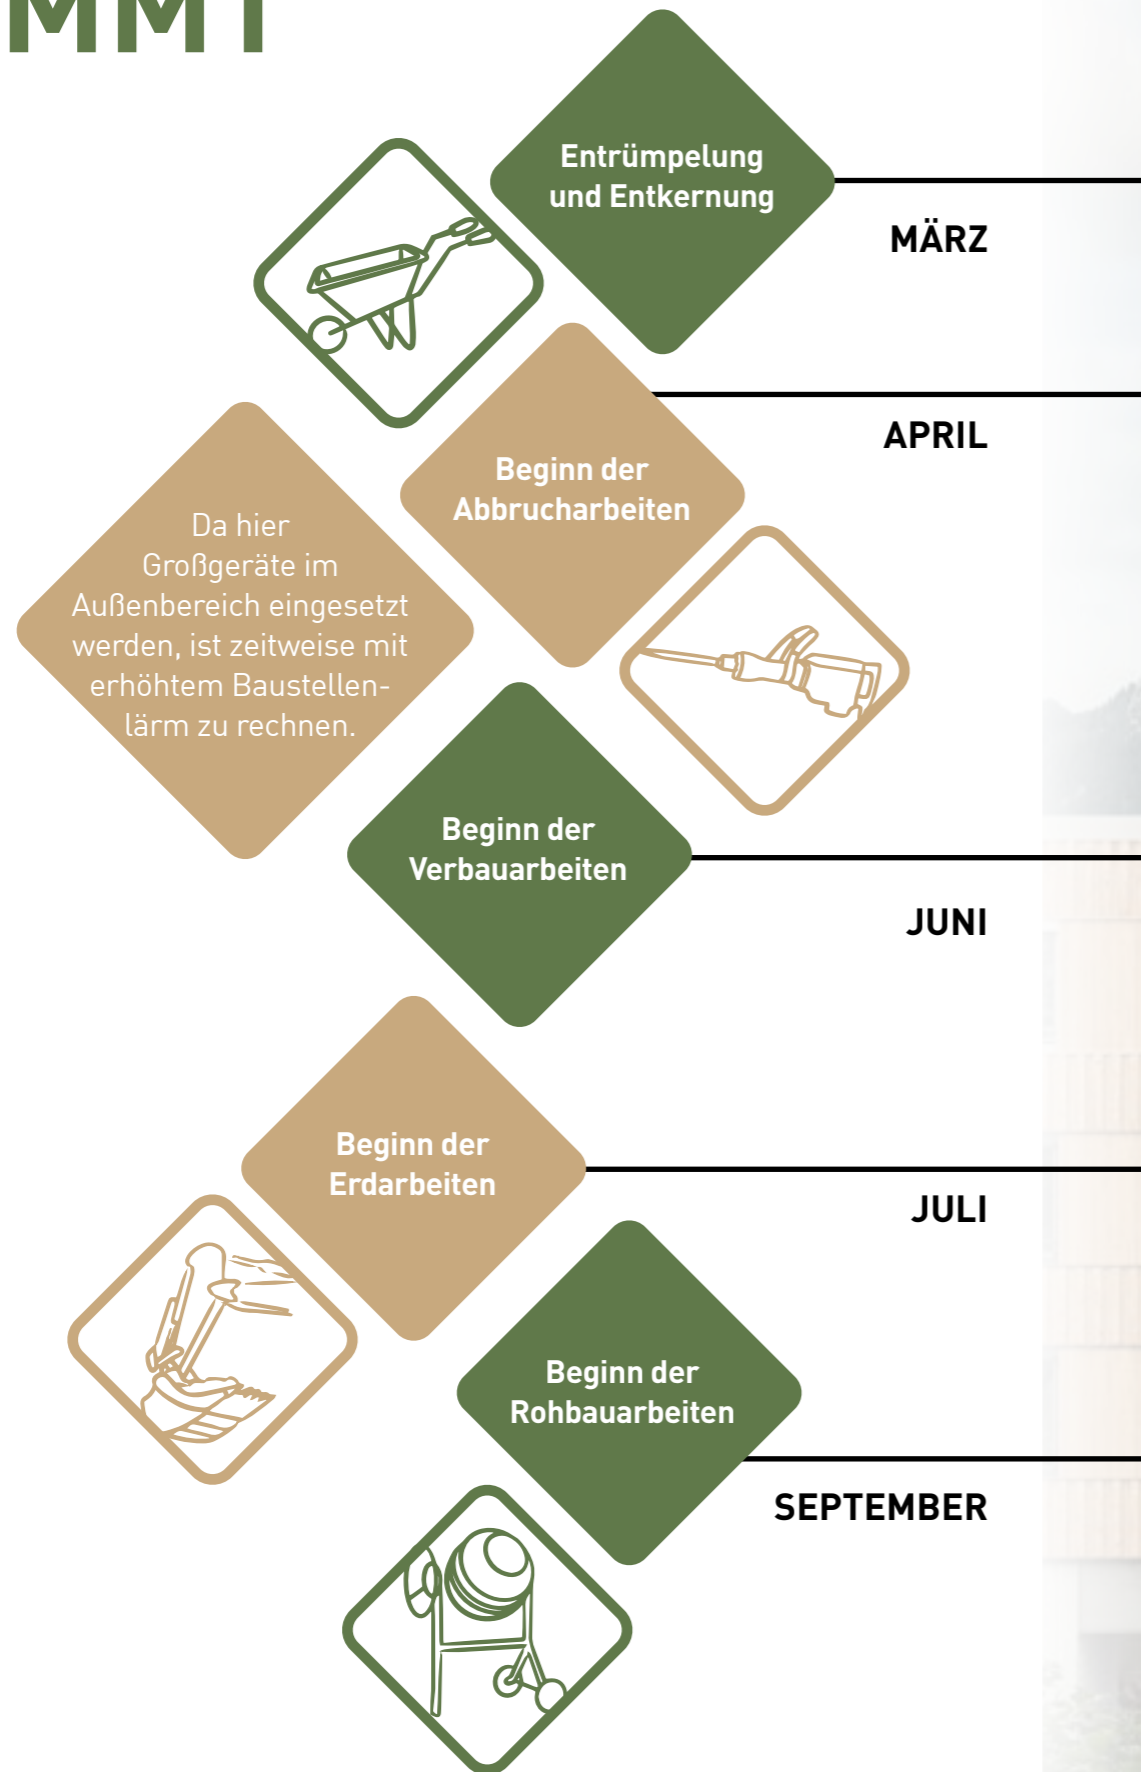 MMT
Entrümpelung
und Entkernung
MÄRZ
APRIL
Beginn der
Abbrucharbeiten
Da hier
Großgeräte im
Außenbereich eingesetzt
werden, ist zeitweise mit
erhöhtem Baustellen-
lärm zu rechnen.
Beginn der
Verbauarbeiten
JUNI
Beginn der
Erdarbeiten
JULI
Beginn der
Rohbauarbeiten
SEPTEMBER